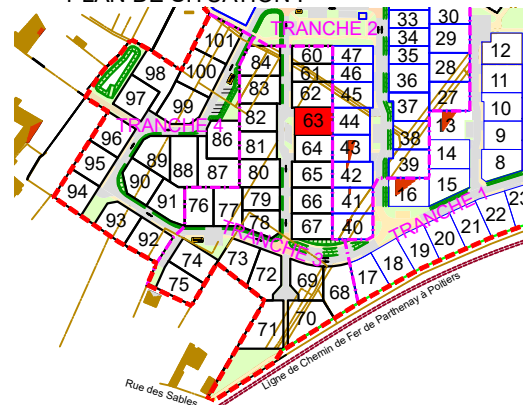 PLAN DE SITUATION :
TRANCHE 2
33 30
101 84 60 47 34 29 12
98 100 61 46 35
83 62 45 36 28 11
97 99 37 27 10
82 63 44 13
TRANCHE 4
96 86 81 64 43 38 9
89 39 14
95 88 87 80 65 42 8
90 16 15
94 91 76 77 79 66 41
93 78 67 40
TRANCHE 1
92 TRANCHE 3
74 73 72 69 17 18 19 20 21 22 23
75 68
71 70
Ligne de Chemin de Fer de Parthenay à Poitiers
Rue des Sables